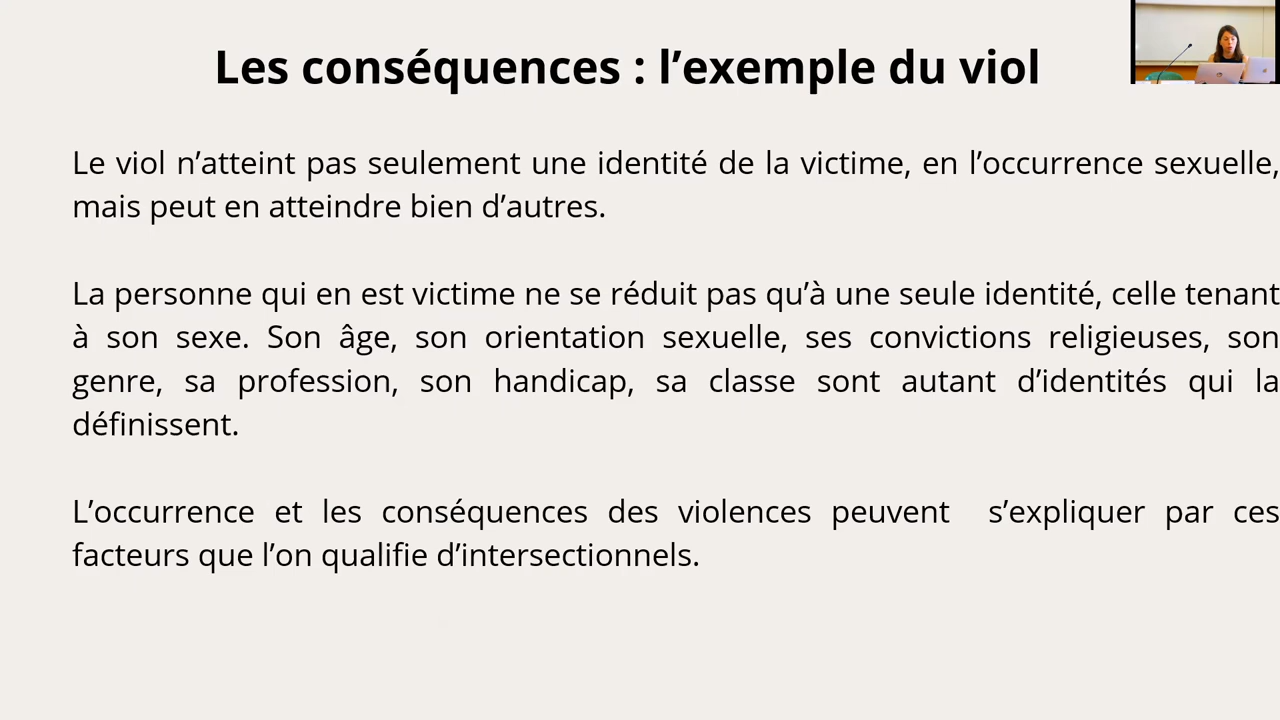 Les conséquences : l’exemple du viol
Le viol n’atteint pas seulement une identité de la victime, en l’occurrence sexuelle,
mais peut en atteindre bien d’autres.
La personne qui en est victime ne se réduit pas qu’à une seule identité, celle tenant
à son sexe. Son âge, son orientation sexuelle, ses convictions religieuses, son
genre, sa profession, son handicap, sa classe sont autant d’identités qui la
définissent.
L’occurrence et les conséquences des violences peuvent  s’expliquer par ces
facteurs que l’on qualifie d’intersectionnels.